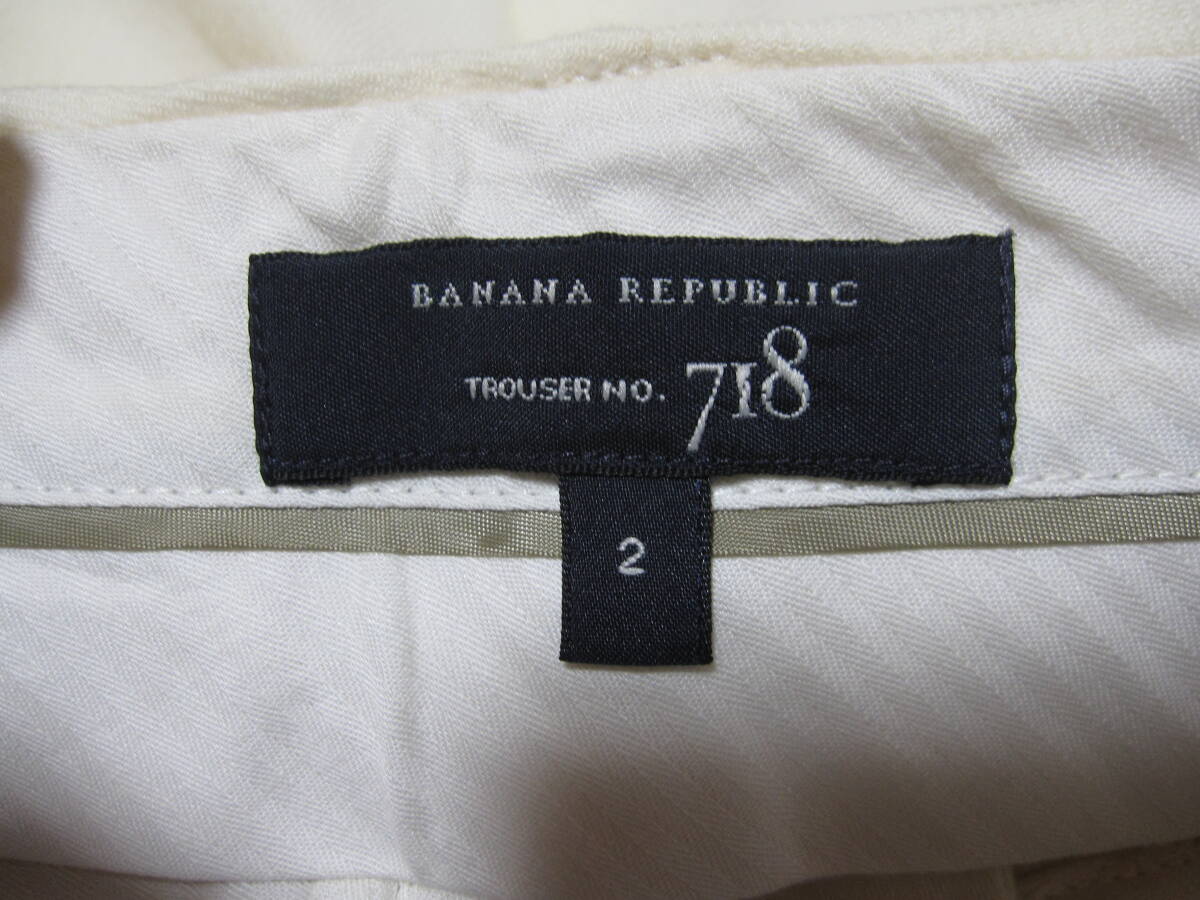 BANANA REPUBLIC
TROUSER NO. 718
2